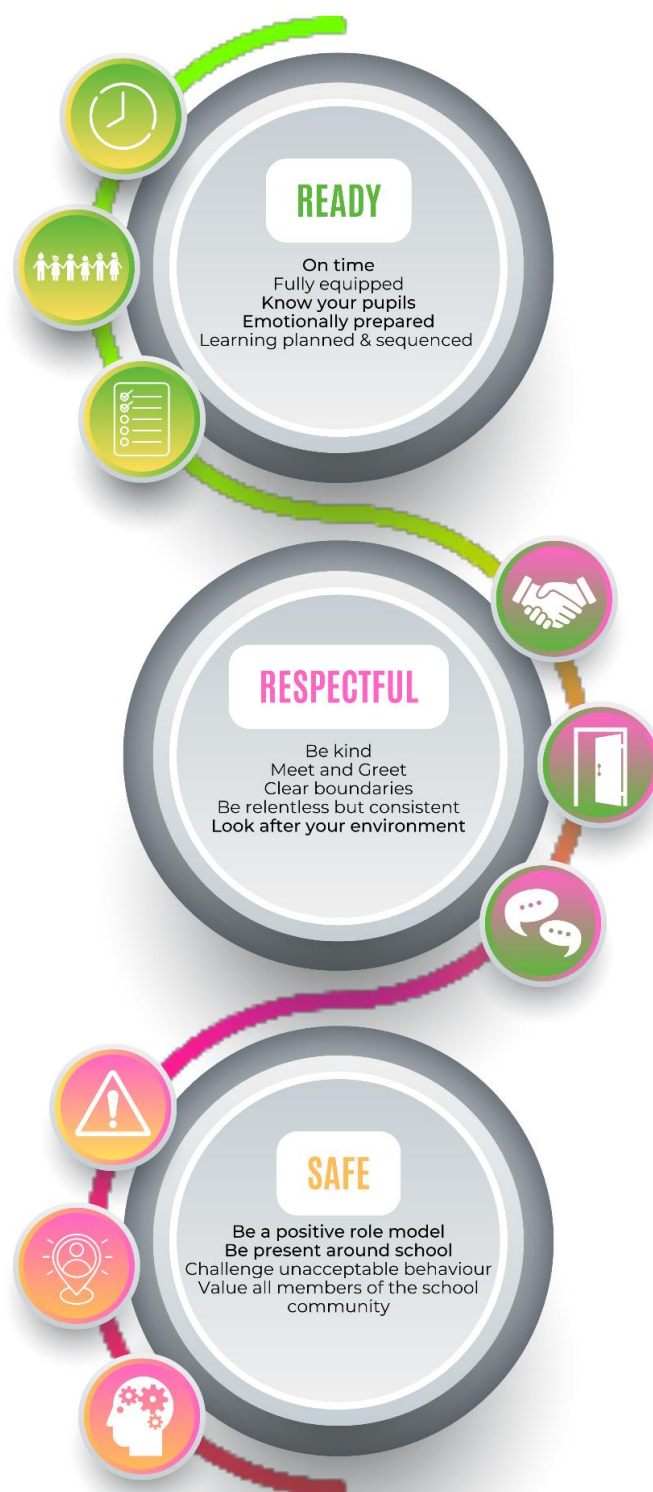 READY
On time
Fully equipped
Know your pupils
Emotionally prepared
Learning planned & sequenced
RESPECTFUL
Be kind
Meet and Greet
Clear boundaries
Be relentless but consistent
Look after your environment
SAFE
Be a positive role model
Be present around school
Challenge unacceptable behaviour
Value all members of the school
community